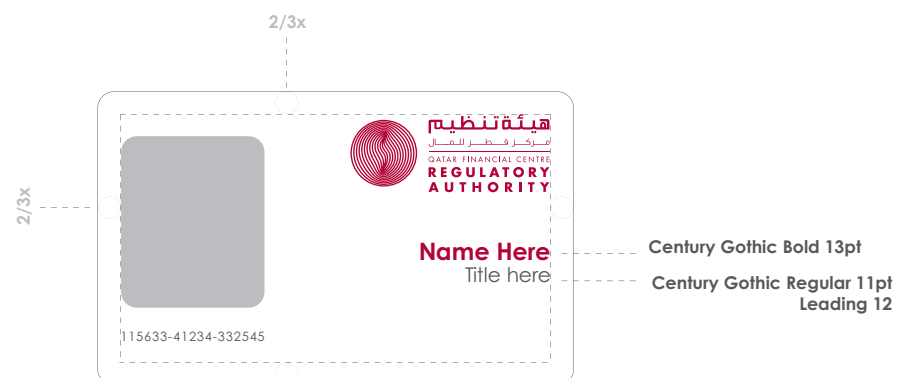 2/3x
هيئة تنظيم
مركز قطر للمال
QATAR FINANCIAL CENTRE
REGULATORY
AUTHORITY
2/3x
Name Here
Title here
Century Gothic Bold 13pt
Century Gothic Regular 11pt
Leading 12
115633-41234-332545